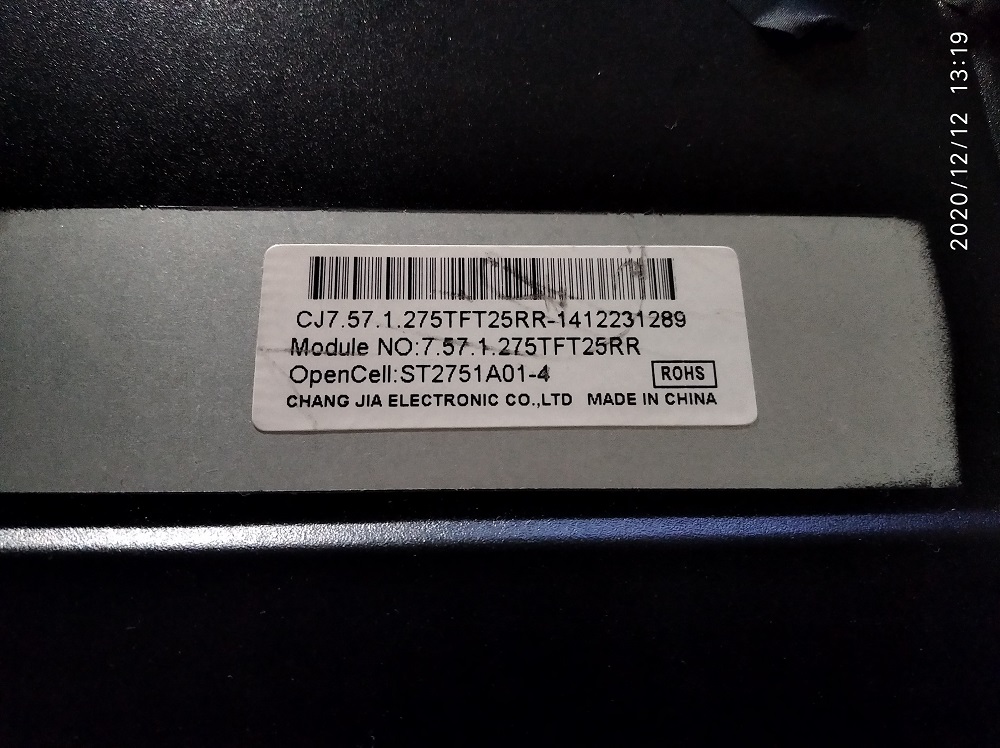 CJ7.57.1.275TFT25RR-1412231289
Module NO:7.57.1.275TFT25RR
OpenCell:ST2751A01-4
ROHS
CHANG JIA ELECTRONIC CO.,LTD MADE IN CHINA
2020/12/12 13:19